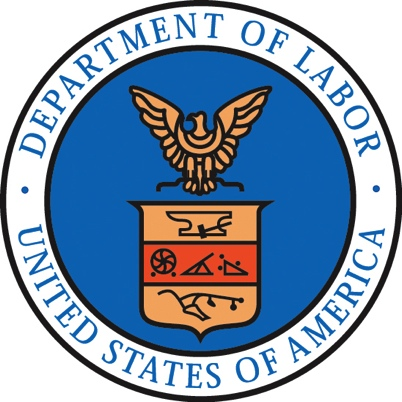 DEPARTMENT OF LABOR
UNITED STATES OF AMERICA